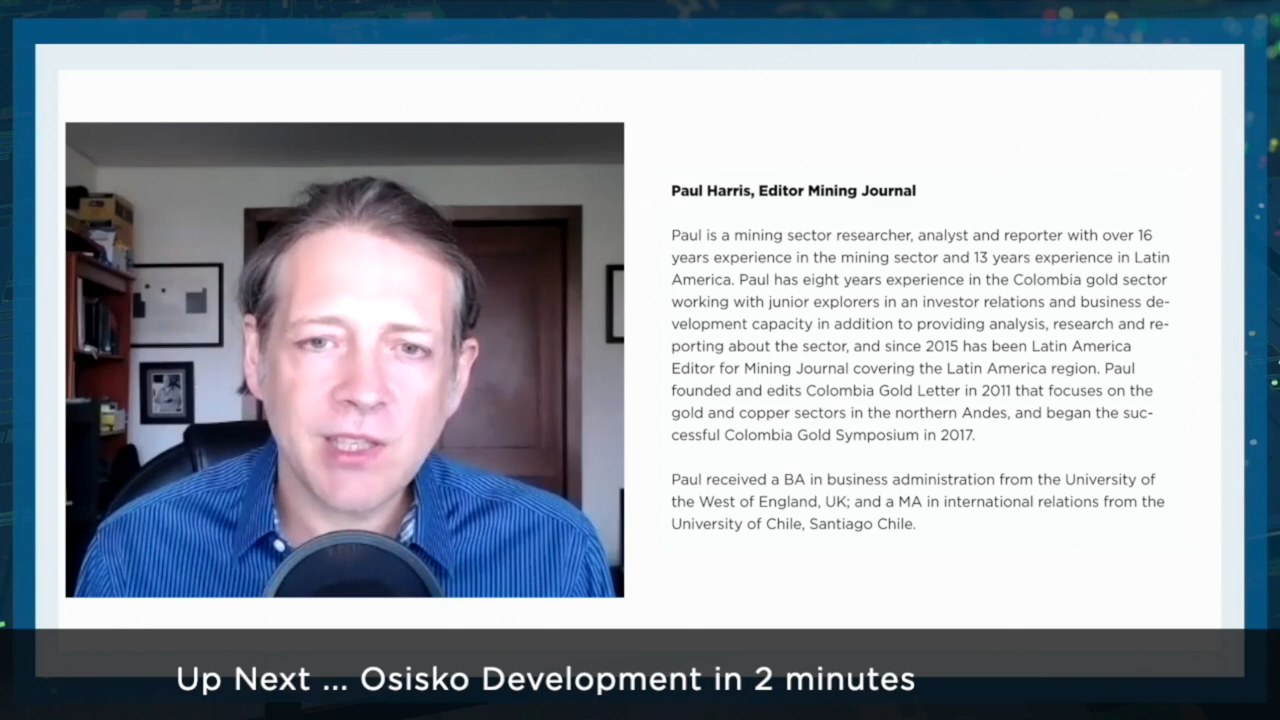 Paul Harris, Editor Mining Journal
Paul is a mining sector researcher, analyst and reporter with over 16
years experience in the mining sector and 13 years experience in Latin
America. Paul has eight years experience in the Colombia gold sector
working with junior explorers in an investor relations and business de-
velopment capacity in addition to providing analysis, research and re-
porting about the sector, and since 2015 has been Latin America
Editor for Mining Journal covering the Latin America region. Paul
founded and edits Colombia Gold Letter in 2011 that focuses on the
gold and copper sectors in the northern Andes, and began the suc-
cessful Colombia Gold Symposium in 2017.
Paul received a BA in business administration from the University of
the West of England, UK; and a MA in international relations from the
University of Chile, Santiago Chile.
Up Next ... Osisko Development in 2 minutes